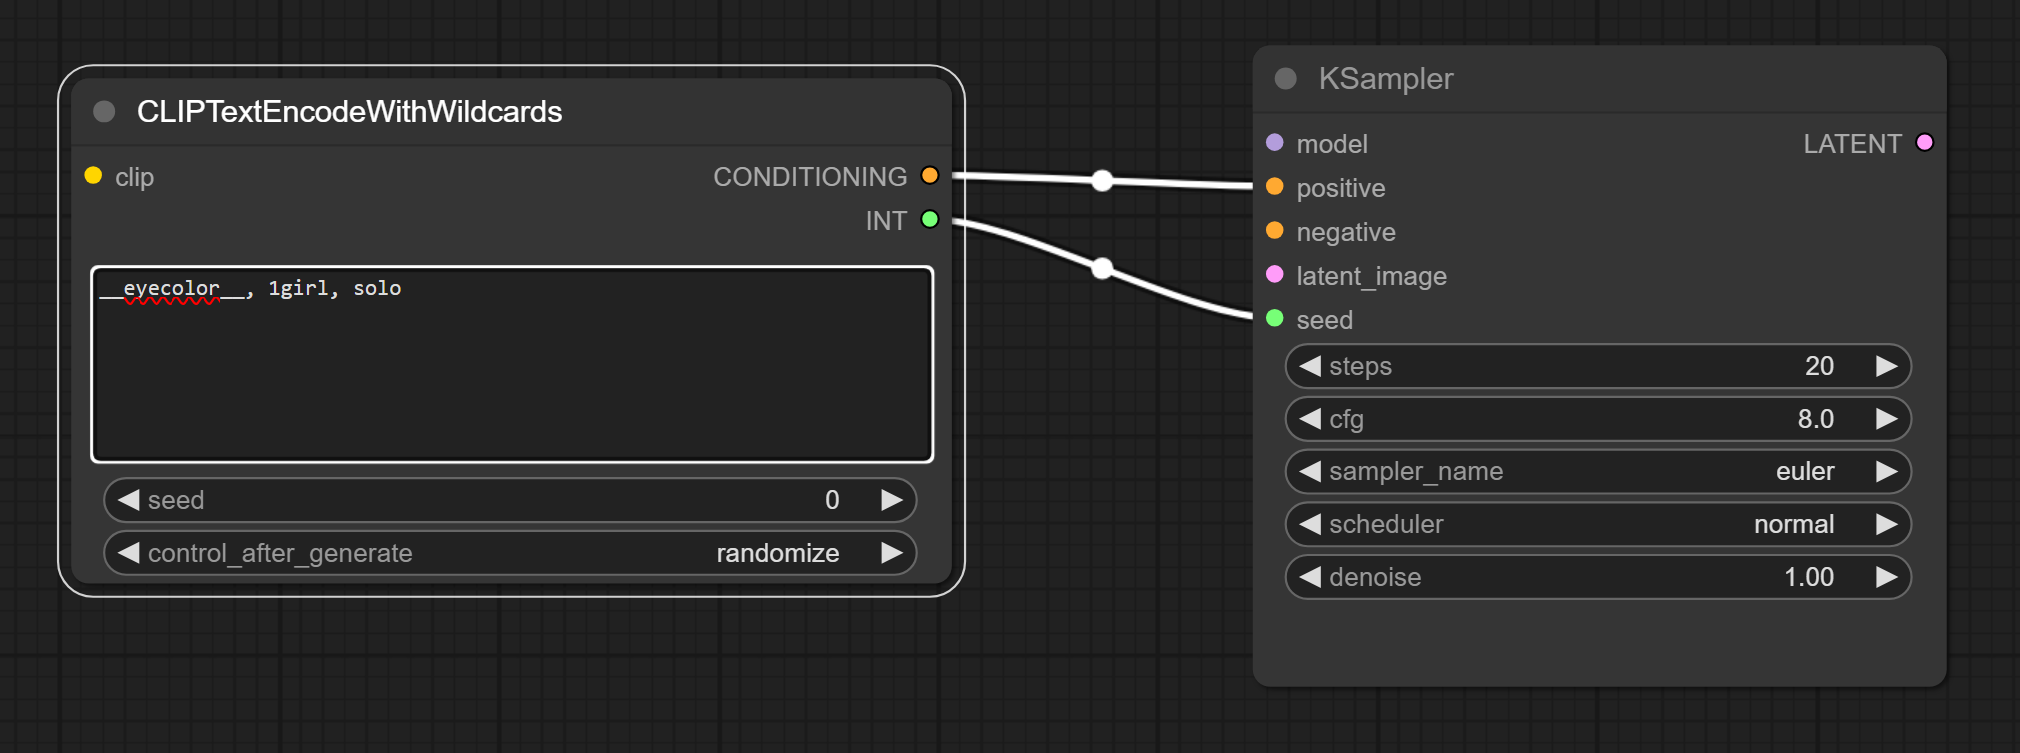 CLIPTextEncodeWithWildcards
clip
CONDITIONING
INT
__eyecolor__, 1girl, solo
seed 0
control_after_generate randomize
KSampler
model LATENT
positive
negative
latent_image
seed
steps 20
cfg 8.0
sampler_name euler
scheduler normal
denoise 1.00